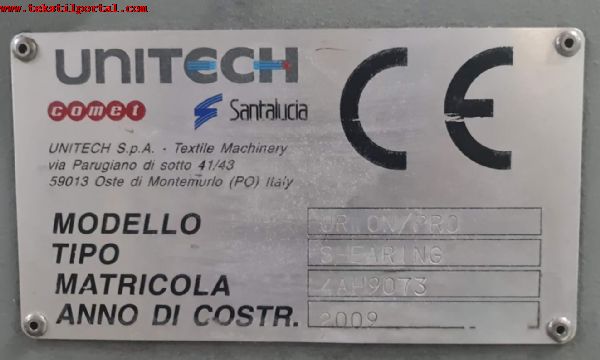 www.tekstilportal.com
UNITECH
comet Santalucia
CE
UNITECH S.p.A. - Textile Machinery
via Parugiano di sotto 41/43
59013 Oste di Montemurlo (PO) Italy
MODELLO
TIPO SHEARING
MATRICOLA 4AH9073
ANNO DI COSTR. 2009